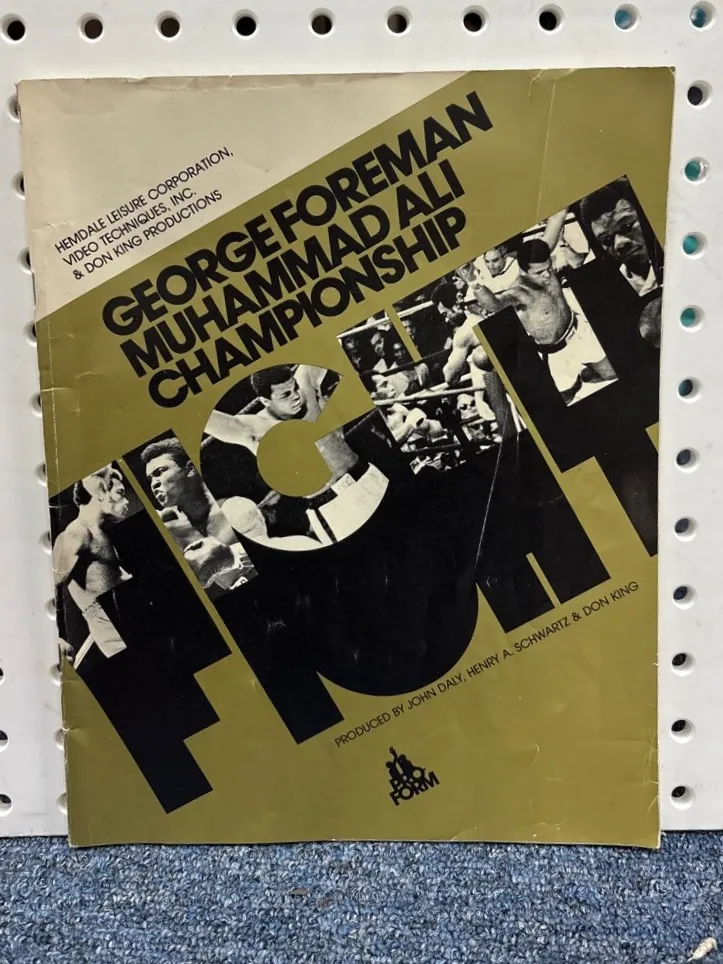 HEMDALE LEISURE CORPORATION,
VIDEO TECHNIQUES, INC.
& DON KING PRODUCTIONS
GEORGE FOREMAN
MUHAMMAD ALI
CHAMPIONSHIP
FIGHT
PRODUCED BY JOHN DALY, HENRY A. SCHWARTZ & DON KING
PRO
FORM